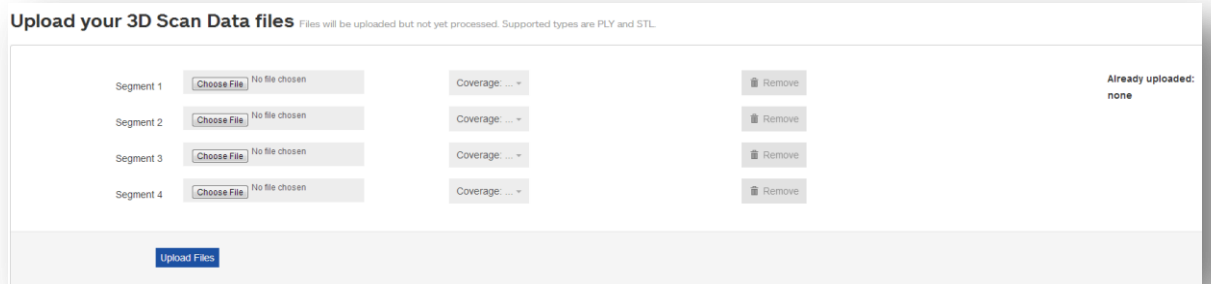 Upload your 3D Scan Data files Files will be uploaded but not yet processed. Supported types are PLY and STL.
Segment 1 Choose File No file chosen Coverage: ... Remove
Already uploaded:
none
Segment 2 Choose File No file chosen Coverage: ... Remove
Segment 3 Choose File No file chosen Coverage: ... Remove
Segment 4 Choose File No file chosen Coverage: ... Remove
Upload Files